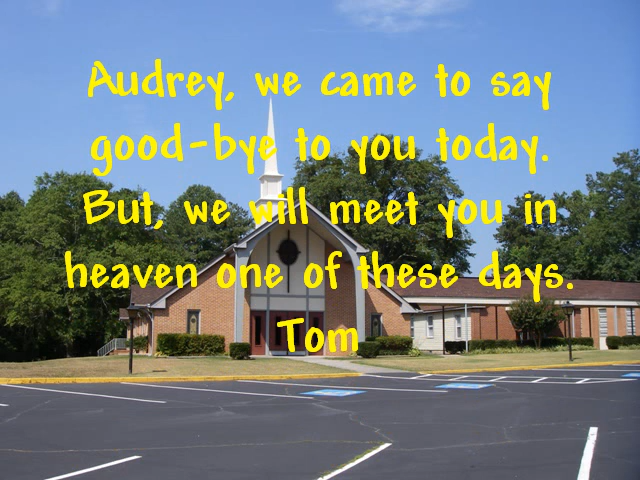 Audrey, we came to say
good-bye to you today.
But, we will meet you in
heaven one of these days.
Tom